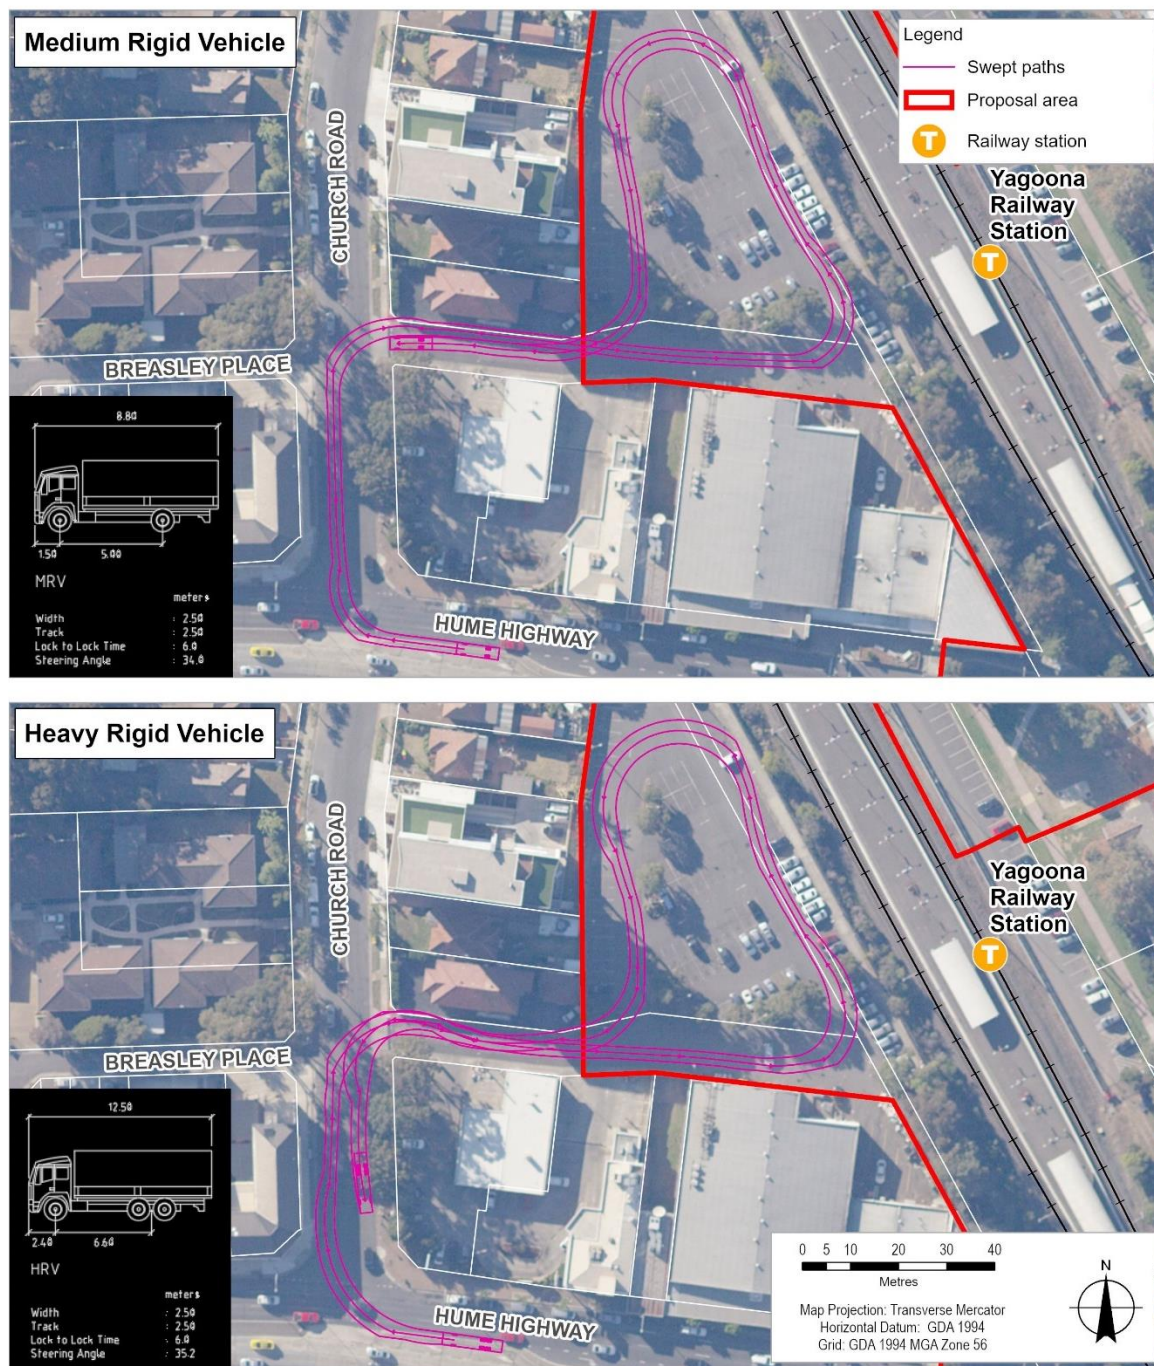 Medium Rigid Vehicle
Legend
Swept paths
Proposal area
T
Railway station
Yagoona
Railway
Station
T
CHURCH ROAD
BREASLEY PLACE
HUME HIGHWAY
8.80
1.50
5.00
MRV
meters
Width : 2.50
Track : 2.50
Lock to Lock Time : 6.0
Steering Angle : 34.0
Heavy Rigid Vehicle
Yagoona
Railway
Station
T
CHURCH ROAD
BREASLEY PLACE
HUME HIGHWAY
12.50
2.40
6.60
HRV
meters
Width : 2.50
Track : 2.50
Lock to Lock Time : 6.0
Steering Angle : 35.2
0 5 10 20 30 40
Metres
Map Projection: Transverse Mercator
Horizontal Datum: GDA 1994
Grid: GDA 1994 MGA Zone 56
N